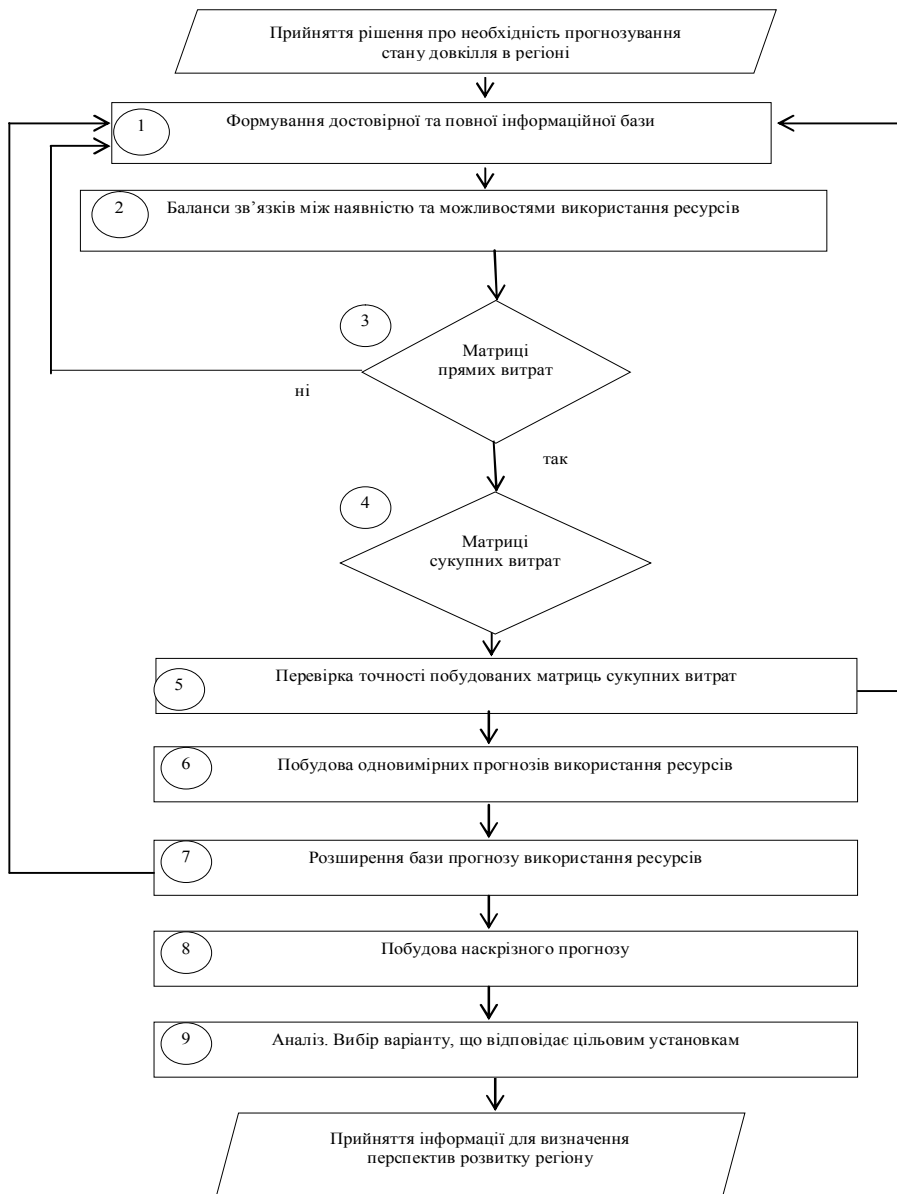 Прийняття рішення про необхідність прогнозування
стану довкілля в регіоні
1
Формування достовірної та повної інформаційної бази
2
Баланси зв’язків між наявністю та можливостями використання ресурсів
3
Матриці
прямих витрат
ні
так
4
Матриці
сукупних витрат
5
Перевірка точності побудованих матриць сукупних витрат
6
Побудова одновимірних прогнозів використання ресурсів
7
Розширення бази прогнозу використання ресурсів
8
Побудова наскрізного прогнозу
9
Аналіз. Вибір варіанту, що відповідає цільовим установкам
Прийняття інформації для визначення
перспектив розвитку регіону